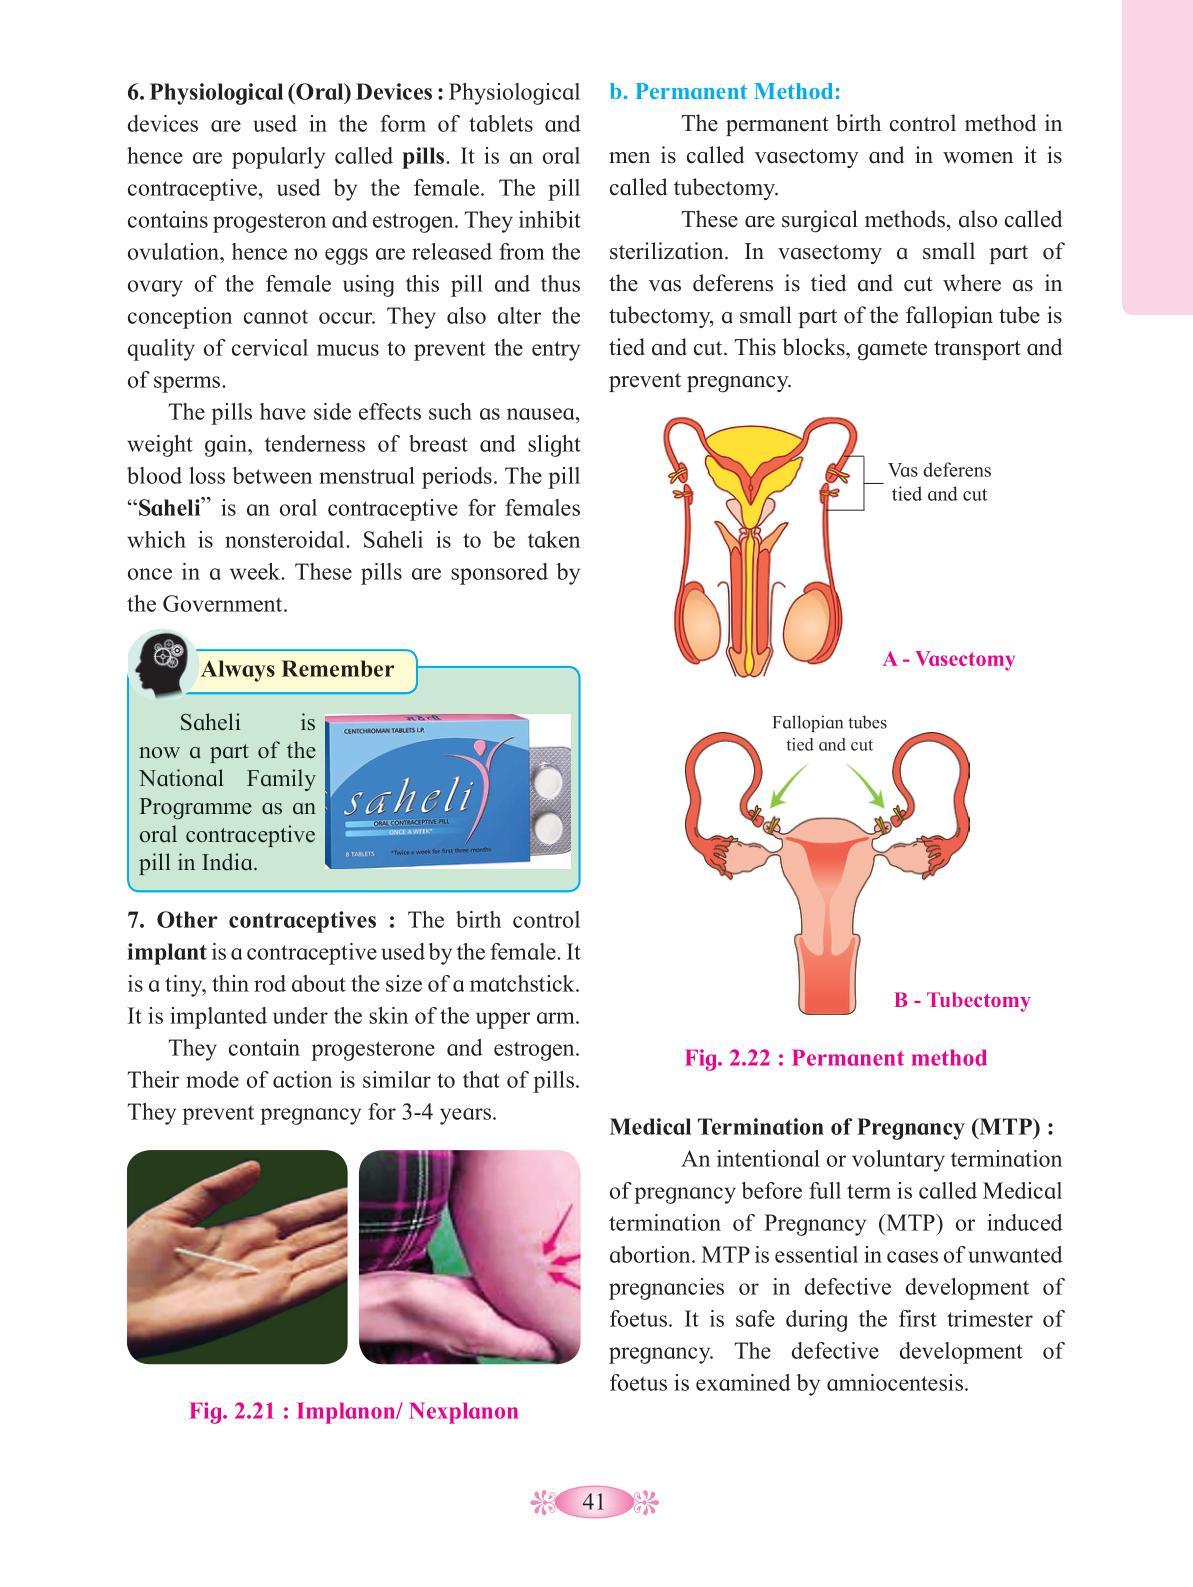 6. Physiological (Oral) Devices : Physiological
devices are used in the form of tablets and
hence are popularly called pills. It is an oral
contraceptive, used by the female. The pill
contains progesteron and estrogen. They inhibit
ovulation, hence no eggs are released from the
ovary of the female using this pill and thus
conception cannot occur. They also alter the
quality of cervical mucus to prevent the entry
of sperms.
The pills have side effects such as nausea,
weight gain, tenderness of breast and slight
blood loss between menstrual periods. The pill
“Saheli” is an oral contraceptive for females
which is nonsteroidal. Saheli is to be taken
once in a week. These pills are sponsored by
the Government.
Always Remember
Saheli is
now a part of the
National Family
Programme as an
oral contraceptive
pill in India.
CENTCHROMAN TABLETS I.P.
saheli
ORAL CONTRACEPTIVE PILL
ONCE A WEEK*
8 TABLETS
*Twice a week for first three months
7. Other contraceptives : The birth control
implant is a contraceptive used by the female. It
is a tiny, thin rod about the size of a matchstick.
It is implanted under the skin of the upper arm.
They contain progesterone and estrogen.
Their mode of action is similar to that of pills.
They prevent pregnancy for 3-4 years.
Fig. 2.21 : Implanon/ Nexplanon
b. Permanent Method:
The permanent birth control method in
men is called vasectomy and in women it is
called tubectomy.
These are surgical methods, also called
sterilization. In vasectomy a small part of
the vas deferens is tied and cut where as in
tubectomy, a small part of the fallopian tube is
tied and cut. This blocks, gamete transport and
prevent pregnancy.
Vas deferens
tied and cut
A - Vasectomy
Fallopian tubes
tied and cut
B - Tubectomy
Fig. 2.22 : Permanent method
Medical Termination of Pregnancy (MTP) :
An intentional or voluntary termination
of pregnancy before full term is called Medical
termination of Pregnancy (MTP) or induced
abortion. MTP is essential in cases of unwanted
pregnancies or in defective development of
foetus. It is safe during the first trimester of
pregnancy. The defective development of
foetus is examined by amniocentesis.
41